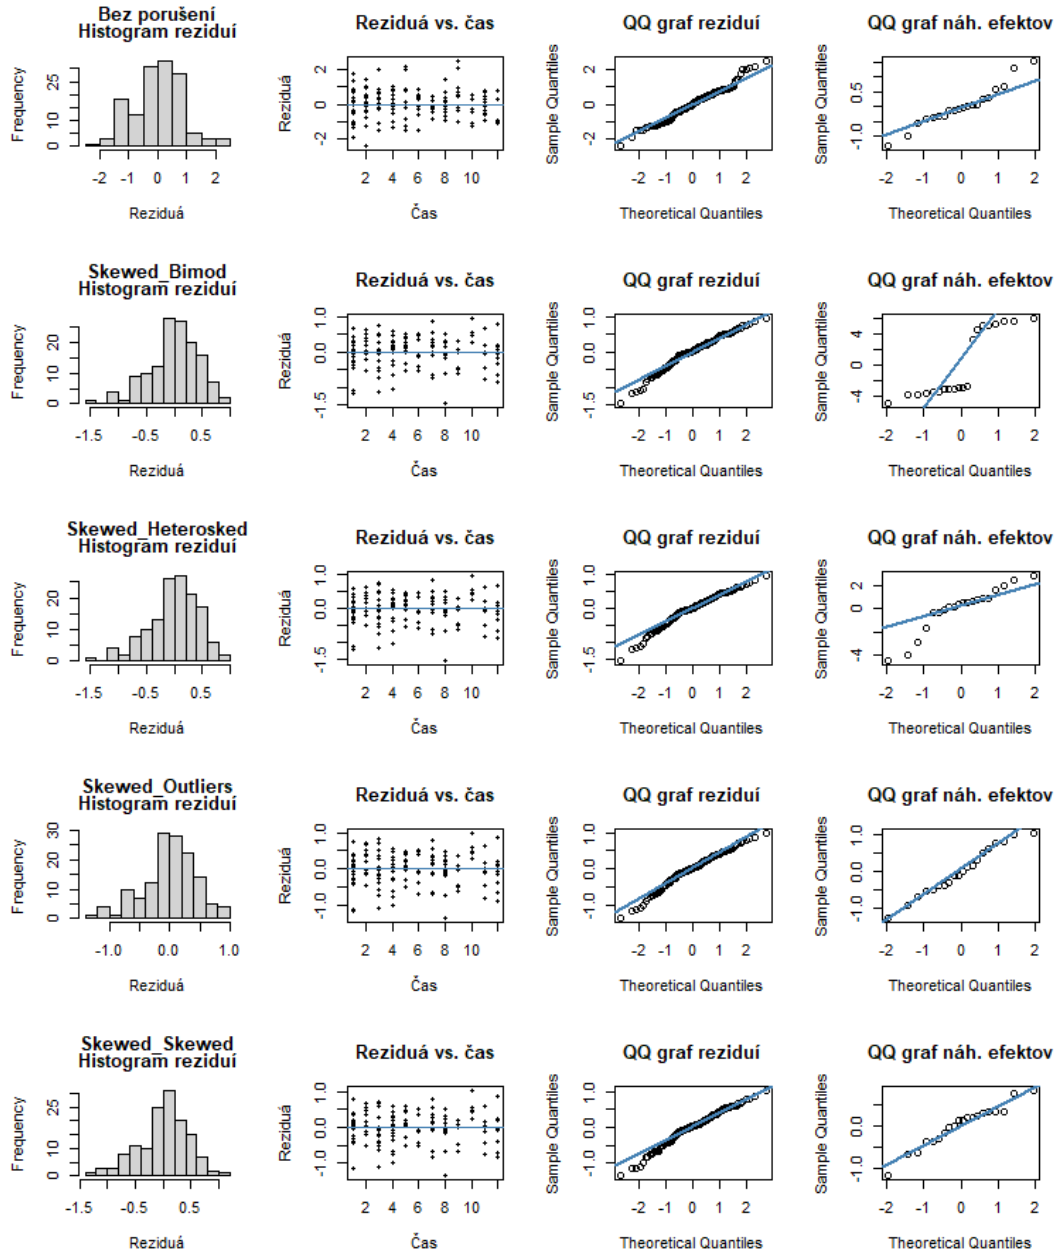 Bez porušení
Histogram reziduí
Frequency
0 10 25
-2 -1 0 1 2
Reziduá
Reziduá vs. čas
Reziduá
-2 0 2
2 4 6 8 10
Čas
QQ graf reziduí
Sample Quantiles
-2 0 2
-2 -1 0 1 2
Theoretical Quantiles
QQ graf náh. efektov
Sample Quantiles
-1.0 0.5
-2 -1 0 1 2
Theoretical Quantiles
Skewed_Bimod
Histogram reziduí
Frequency
0 10 20
-1.5 -0.5 0.5
Reziduá
Reziduá vs. čas
Reziduá
-1.5 0.0 1.0
2 4 6 8 10
Čas
QQ graf reziduí
Sample Quantiles
-1.5 0.0 1.0
-2 -1 0 1 2
Theoretical Quantiles
QQ graf náh. efektov
Sample Quantiles
-4 0 4
-2 -1 0 1 2
Theoretical Quantiles
Skewed_Heterosked
Histogram reziduí
Frequency
0 10 20
-1.5 -0.5 0.5
Reziduá
Reziduá vs. čas
Reziduá
-1.5 0.0 1.0
2 4 6 8 10
Čas
QQ graf reziduí
Sample Quantiles
-1.5 0.0 1.0
-2 -1 0 1 2
Theoretical Quantiles
QQ graf náh. efektov
Sample Quantiles
-4 0 2
-2 -1 0 1 2
Theoretical Quantiles
Skewed_Outliers
Histogram reziduí
Frequency
0 10 20 30
-1.0 0.0 1.0
Reziduá
Reziduá vs. čas
Reziduá
-1.0 0.0 1.0
2 4 6 8 10
Čas
QQ graf reziduí
Sample Quantiles
-1.0 0.0 1.0
-2 -1 0 1 2
Theoretical Quantiles
QQ graf náh. efektov
Sample Quantiles
-1.0 0.0 1.0
-2 -1 0 1 2
Theoretical Quantiles
Skewed_Skewed
Histogram reziduí
Frequency
0 10 25
-1.5 -0.5 0.5
Reziduá
Reziduá vs. čas
Reziduá
-1.0 0.0 1.0
2 4 6 8 10
Čas
QQ graf reziduí
Sample Quantiles
-1.0 0.0 1.0
-2 -1 0 1 2
Theoretical Quantiles
QQ graf náh. efektov
Sample Quantiles
-1.0 0.0
-2 -1 0 1 2
Theoretical Quantiles